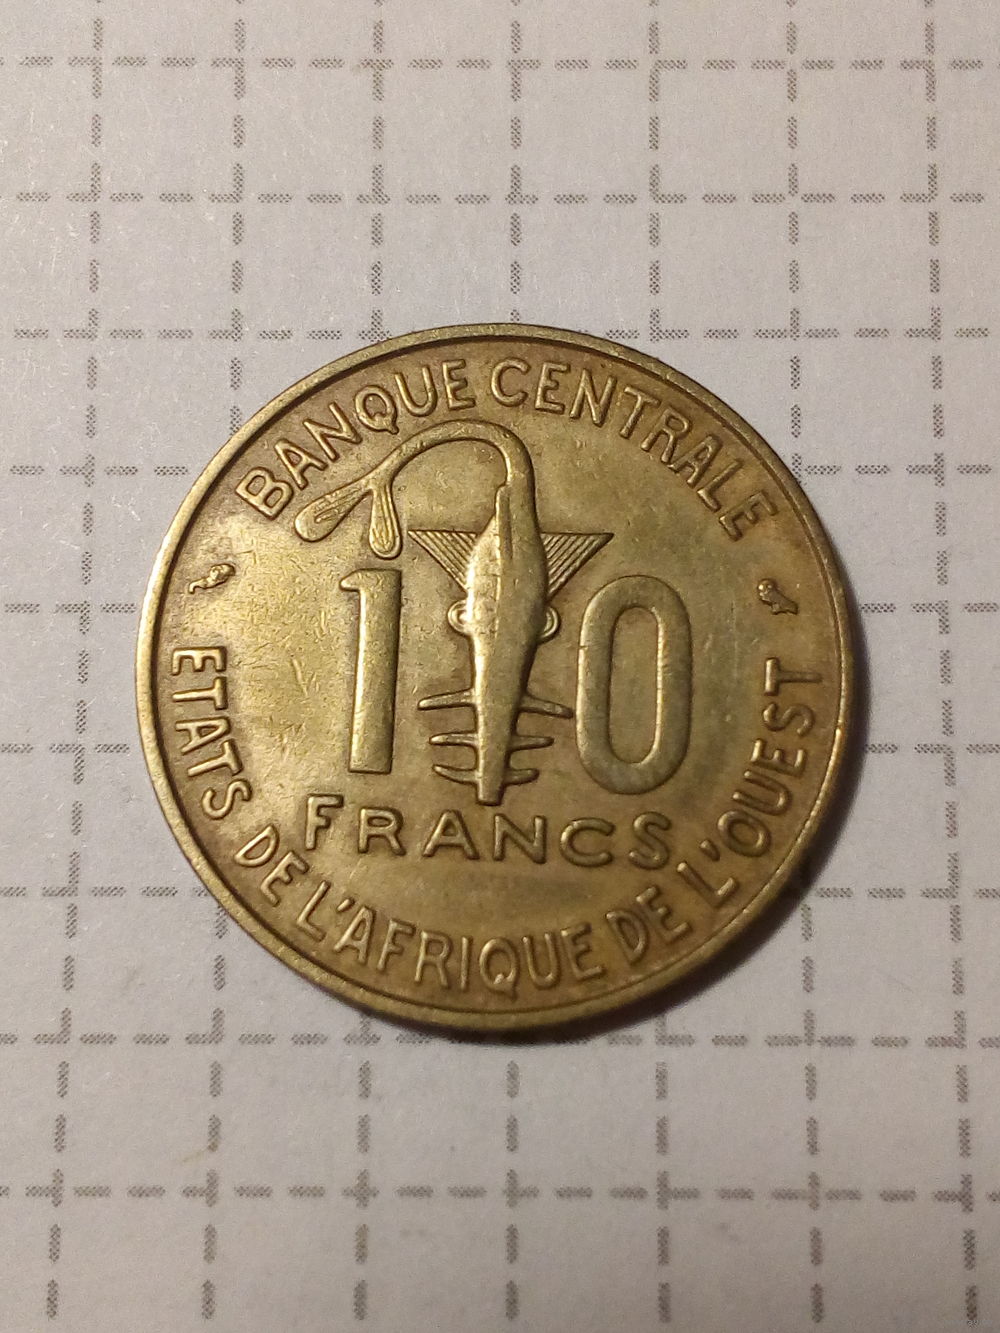 BANQUE CENTRALE
10
FRANCS
ETATS DE L'AFRIQUE DE L'OUEST